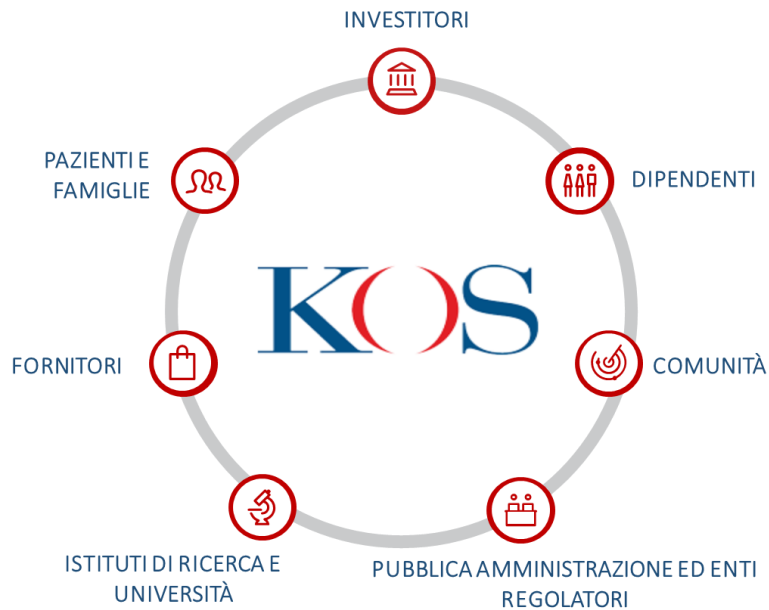 INVESTITORI
DIPENDENTI
COMUNITÀ
PUBBLICA AMMINISTRAZIONE ED ENTI
REGOLATORI
ISTITUTI DI RICERCA E
UNIVERSITÀ
FORNITORI
PAZIENTI E
FAMIGLIE
KOS